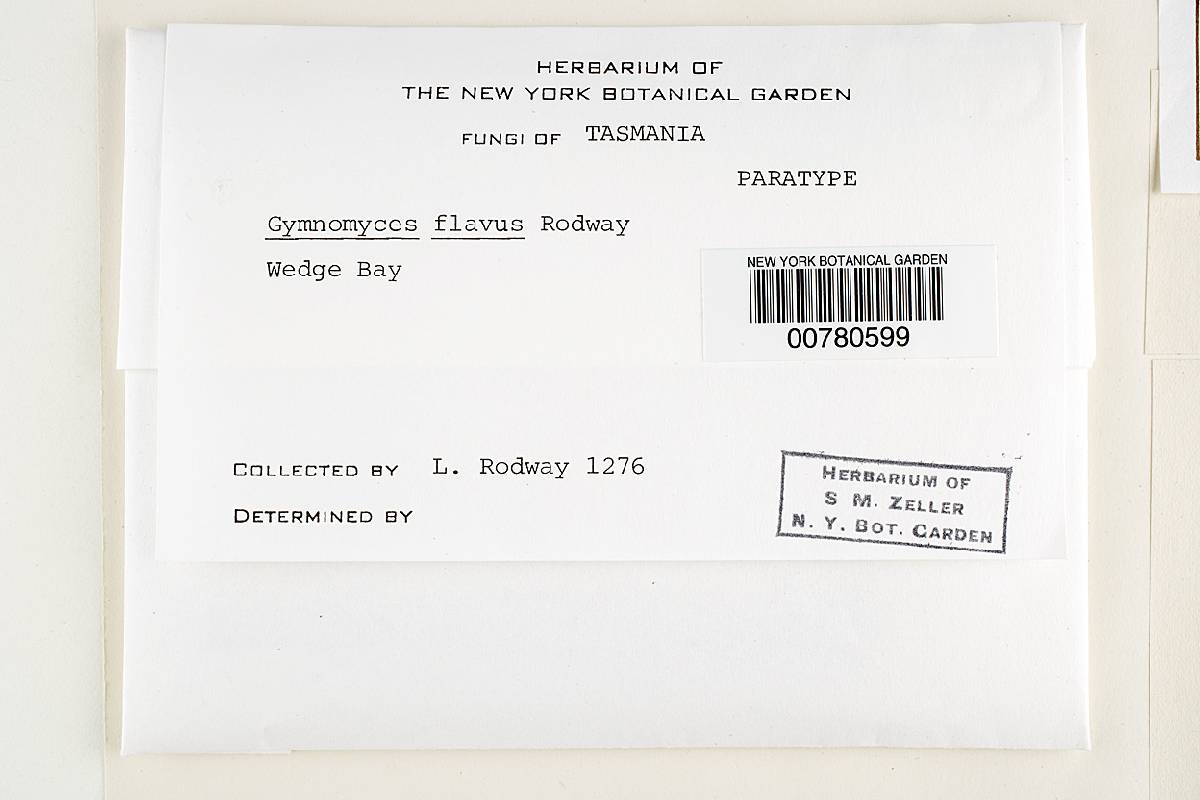 HERBARIUM OF
THE NEW YORK BOTANICAL GARDEN
FUNGI OF TASMANIA
PARATYPE
Gymnomyces flavus Rodway
Wedge Bay
NEW YORK BOTANICAL GARDEN
00780599
COLLECTED BY L. Rodway 1276
DETERMINED BY
HERBARIUM OF
S M. ZELLER
N. Y. BOT. GARDEN